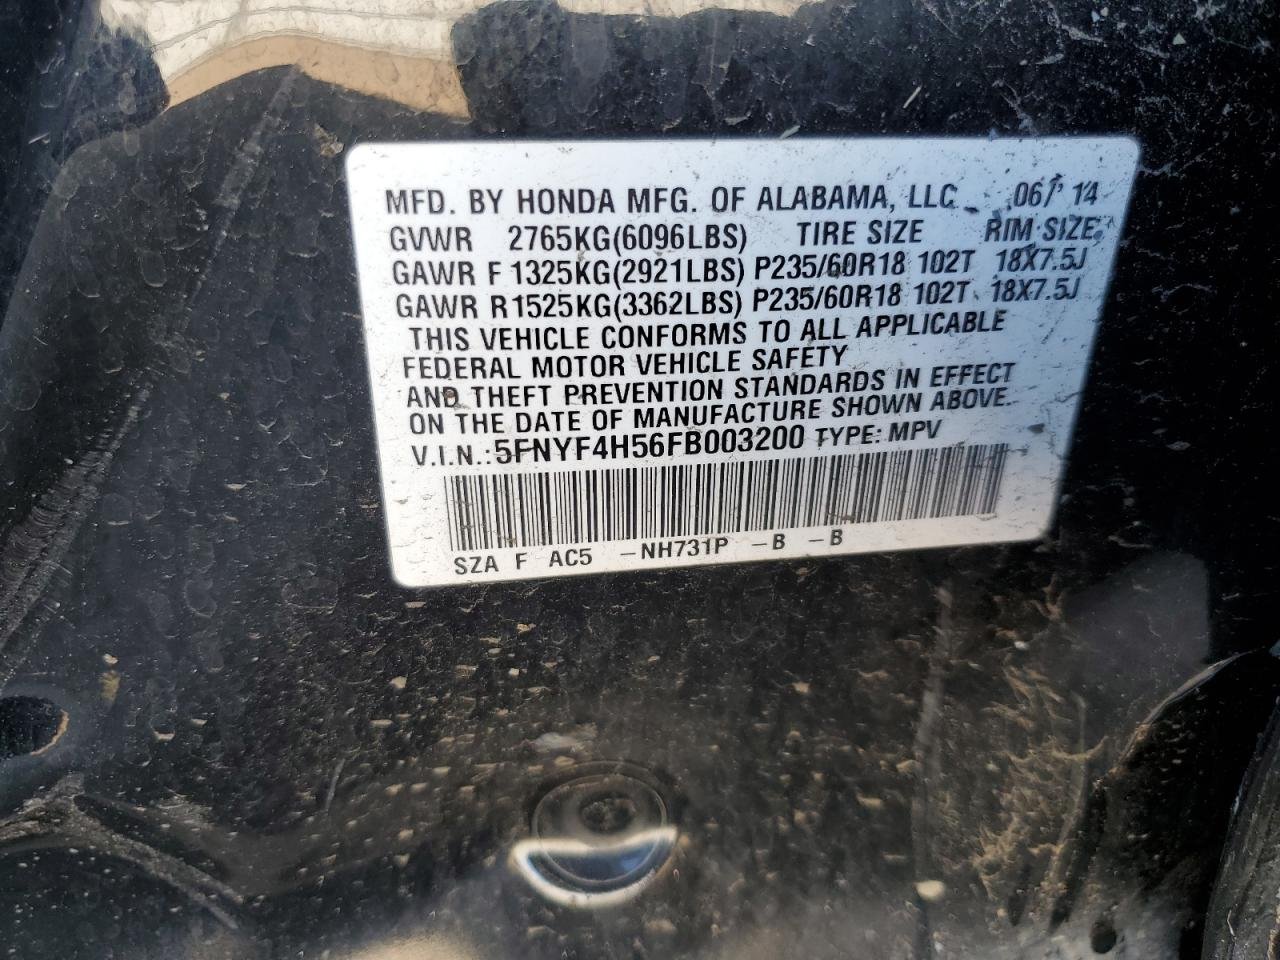 MFD. BY HONDA MFG. OF ALABAMA, LLC 06/ 14
GVWR 2765KG(6096LBS) TIRE SIZE RIM SIZE
GAWR F 1325KG(2921LBS) P235/60R18 102T 18X7.5J
GAWR R1525KG(3362LBS) P235/60R18 102T 18X7.5J
THIS VEHICLE CONFORMS TO ALL APPLICABLE
FEDERAL MOTOR VEHICLE SAFETY
AND THEFT PREVENTION STANDARDS IN EFFECT
ON THE DATE OF MANUFACTURE SHOWN ABOVE.
V.I.N.: 5FNYF4H56FB003200 TYPE: MPV
SZA F AC5 -NH731P -B -B